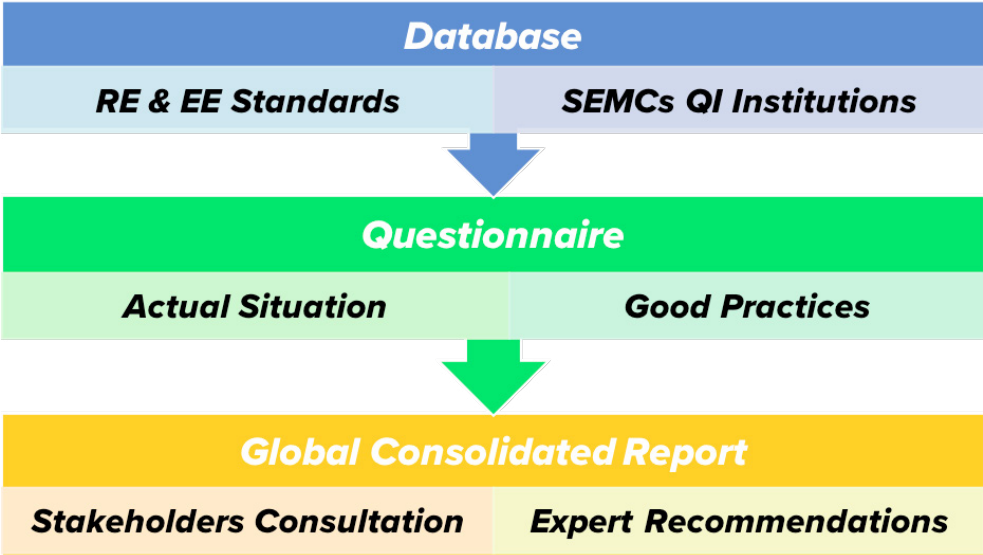 Database
RE & EE Standards
SEMCs QI Institutions
Questionnaire
Actual Situation
Good Practices
Global Consolidated Report
Stakeholders Consultation
Expert Recommendations